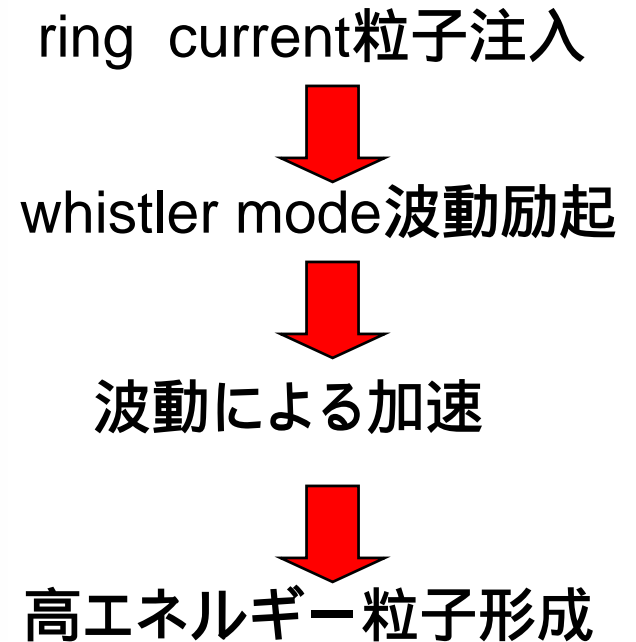 ring current粒子注入
whistler mode波動励起
波動による加速
高エネルギー粒子形成